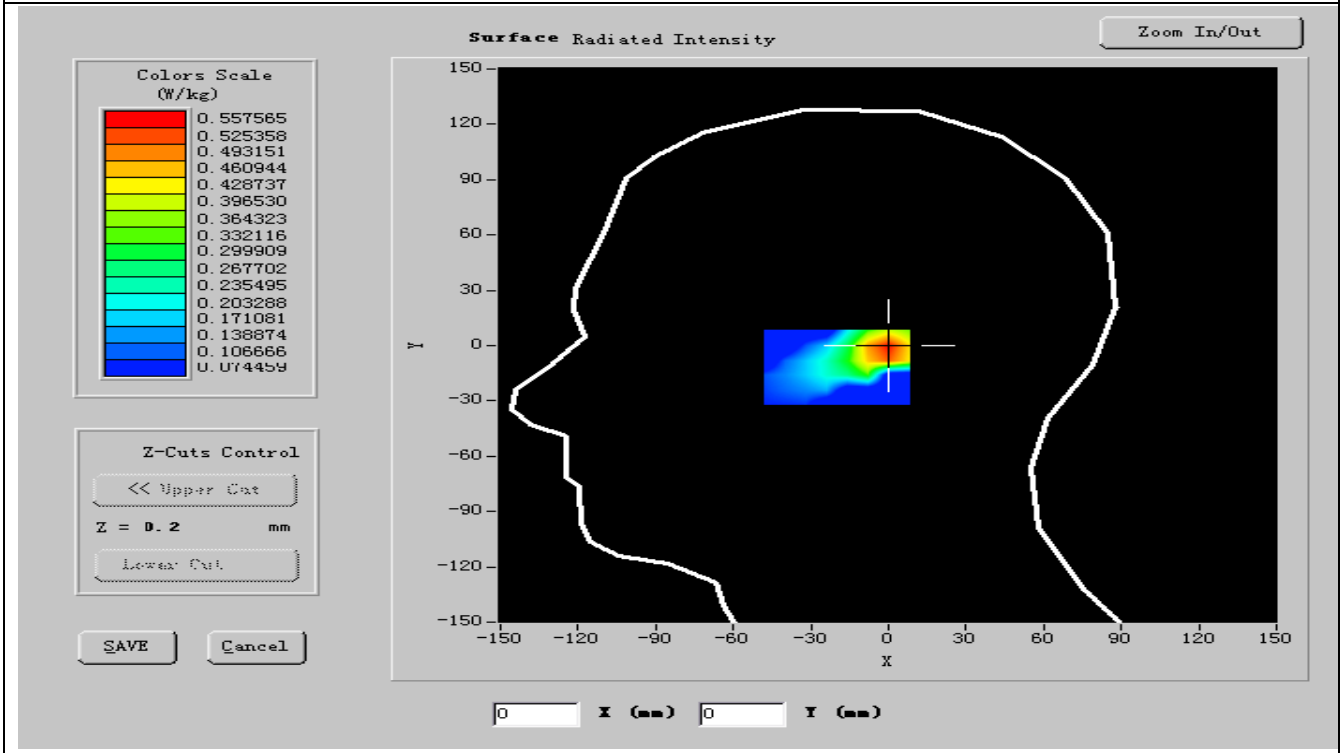 Surface Radiated Intensity
Zoom In/Out
Colors Scale
(W/kg)
0.557565
0.525358
0.493151
0.460944
0.428737
0.396530
0.364323
0.332116
0.299909
0.267702
0.235495
0.203288
0.171081
0.138874
0.106666
0.074459
Z-Cuts Control
<< Upper Cut
Z = 0.2 mm
Lower Cut
SAVE
Cancel
150
120
90
60
30
0
-30
-60
-90
-120
-150
Y
-150 -120 -90 -60 -30 0 30 60 90 120 150
X
0 X (mm) 0 Y (mm)